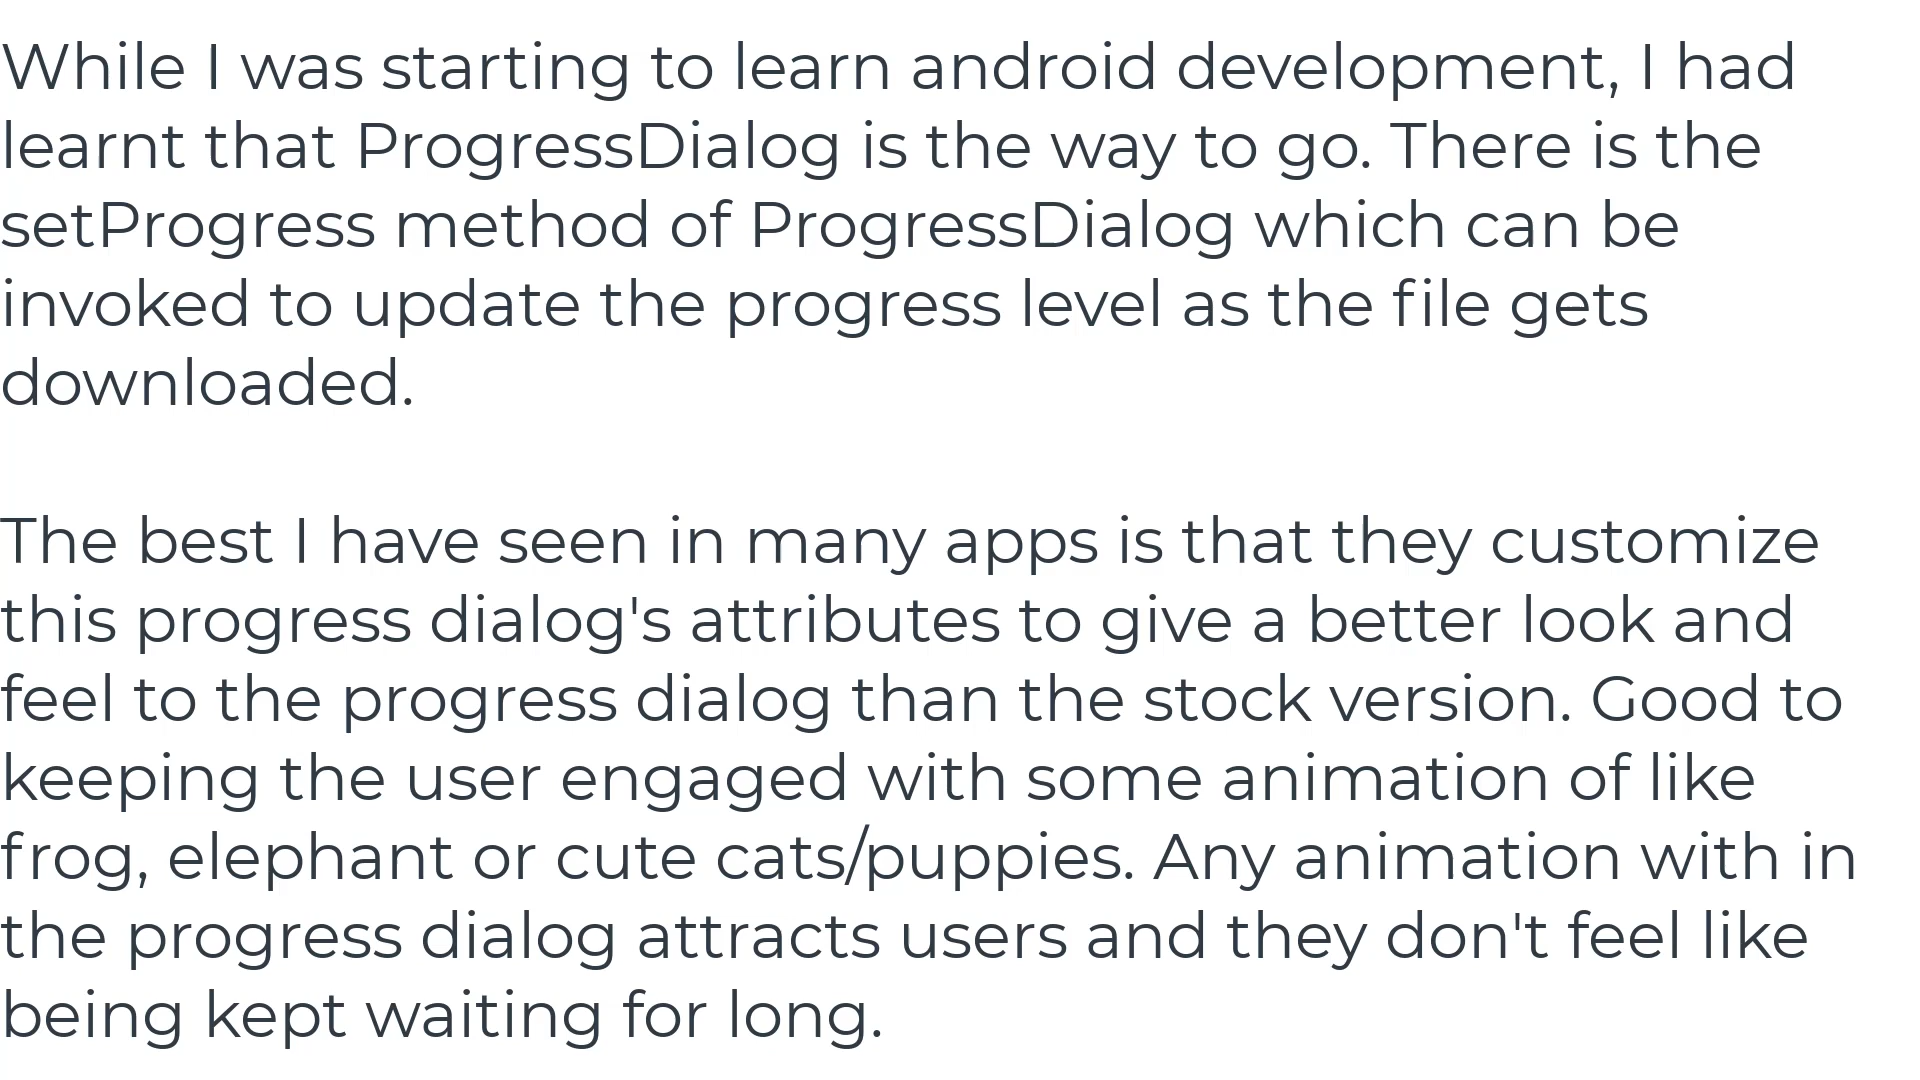 While I was starting to learn android development, I had
learnt that ProgressDialog is the way to go. There is the
setProgress method of ProgressDialog which can be
invoked to update the progress level as the file gets
downloaded.
The best I have seen in many apps is that they customize
this progress dialog's attributes to give a better look and
feel to the progress dialog than the stock version. Good to
keeping the user engaged with some animation of like
frog, elephant or cute cats/puppies. Any animation with in
the progress dialog attracts users and they don't feel like
being kept waiting for long.